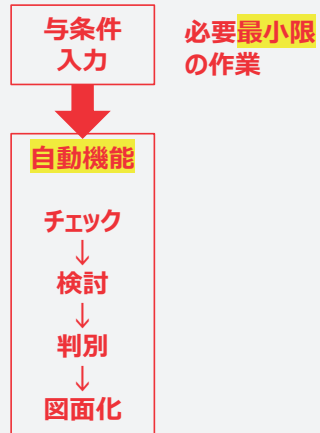 与条件
入力
必要最小限
の作業
自動機能
チェック
↓
検討
↓
判別
↓
図面化